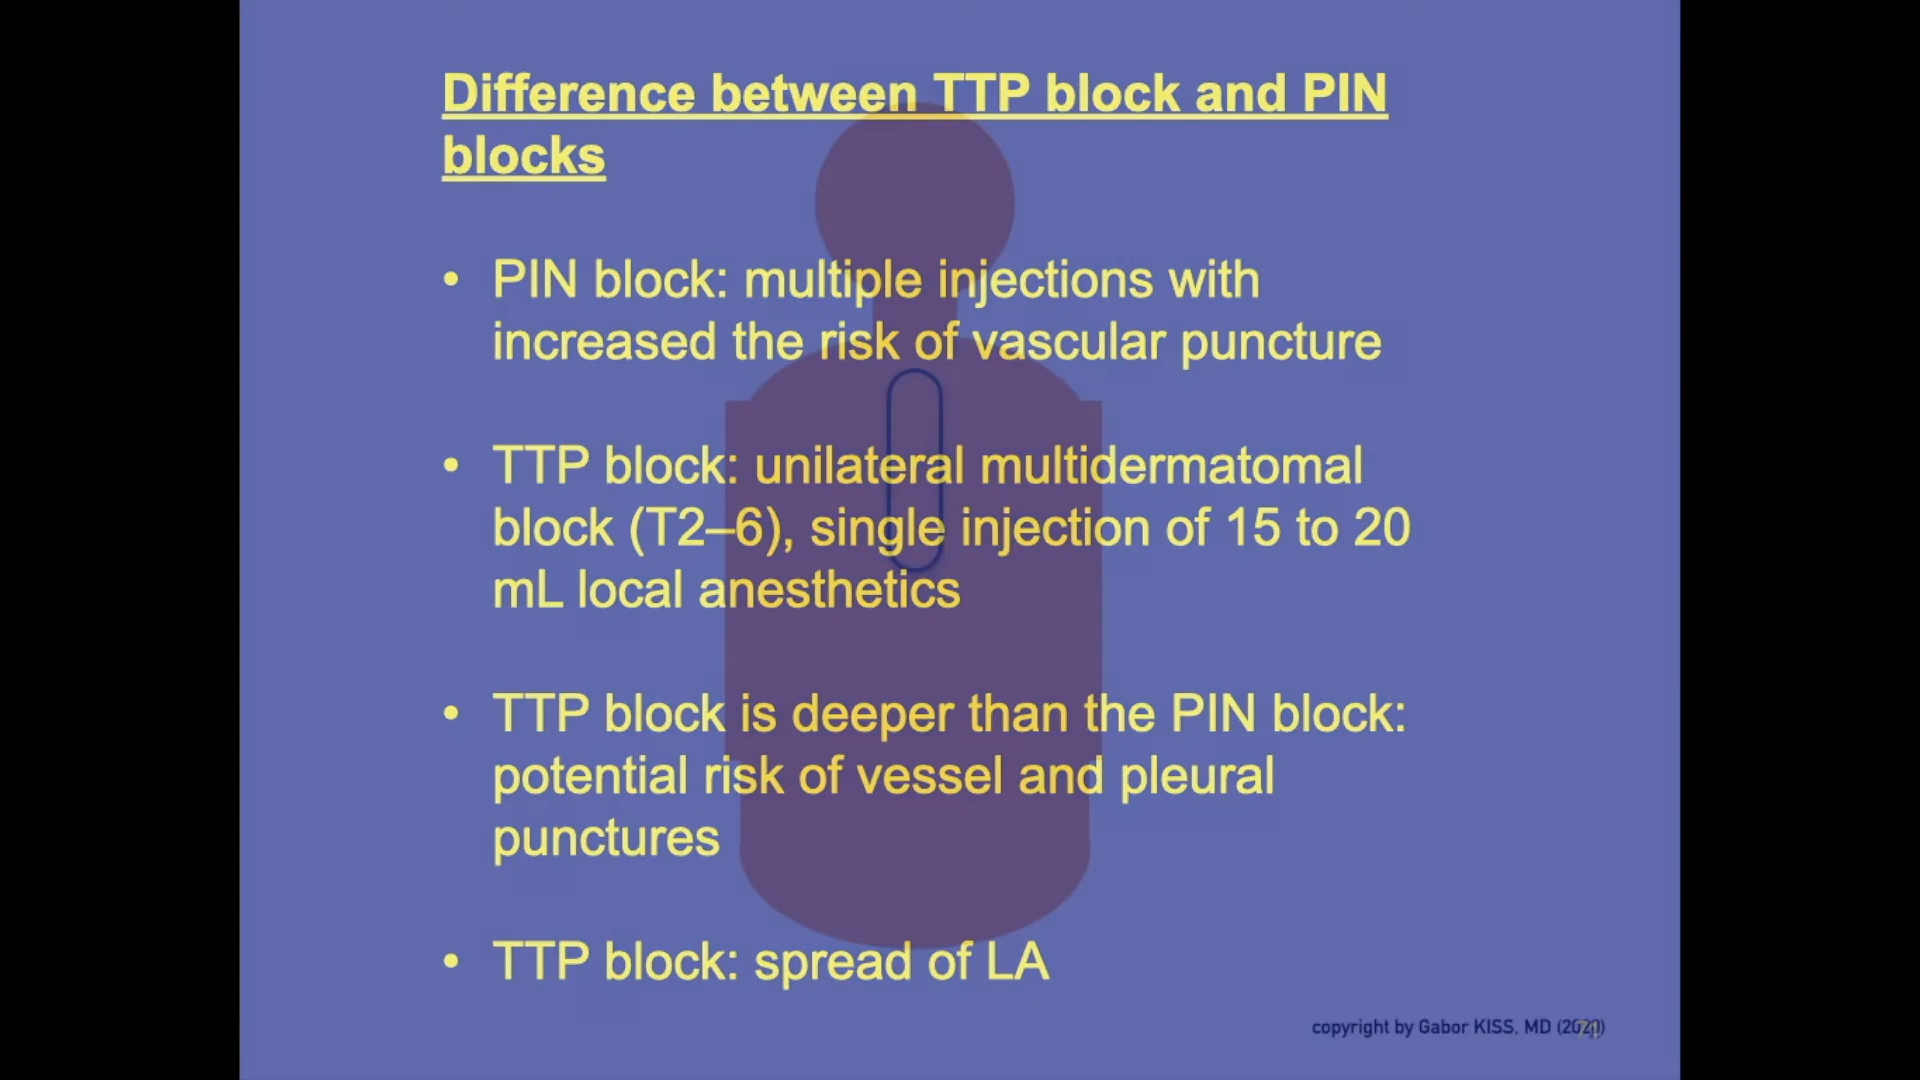 Difference between TTP block and PIN
blocks
• PIN block: multiple injections with
increased the risk of vascular puncture
• TTP block: unilateral multidermatomal
block (T2–6), single injection of 15 to 20
mL local anesthetics
• TTP block is deeper than the PIN block:
potential risk of vessel and pleural
punctures
• TTP block: spread of LA
copyright by Gabor KISS, MD (2020)